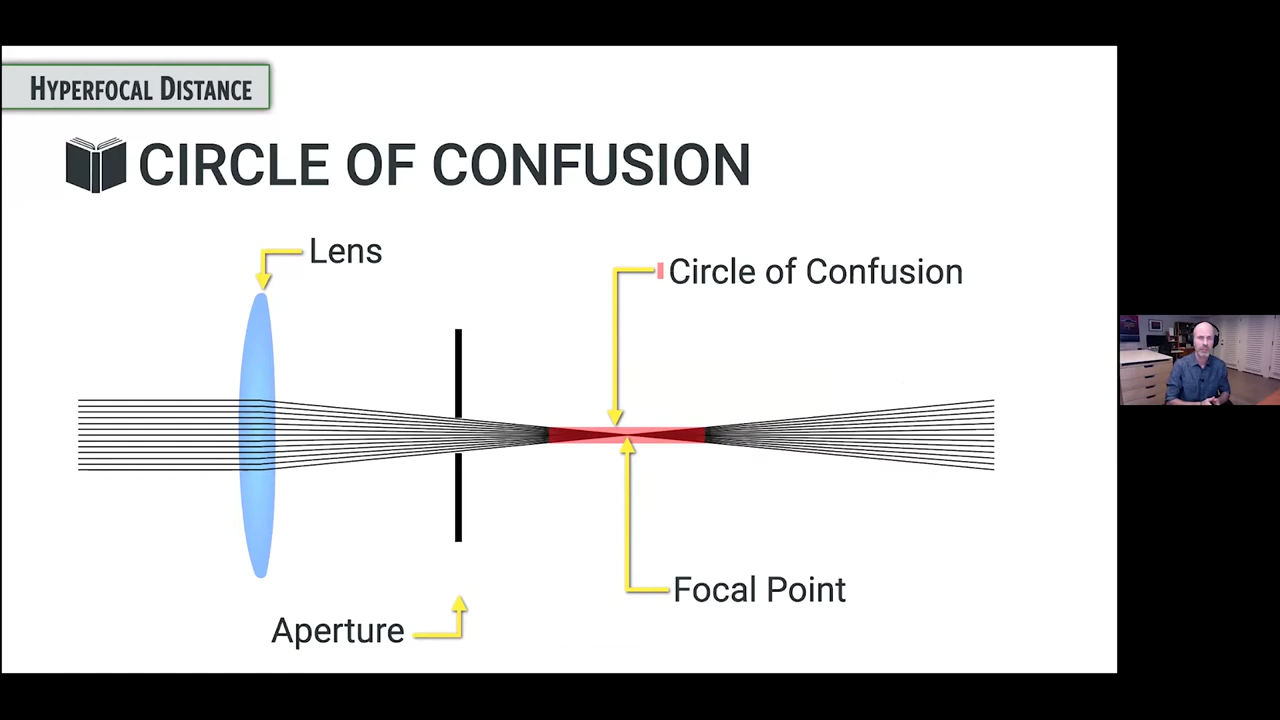 HYPERFOCAL DISTANCE
CIRCLE OF CONFUSION
Lens
Circle of Confusion
Focal Point
Aperture